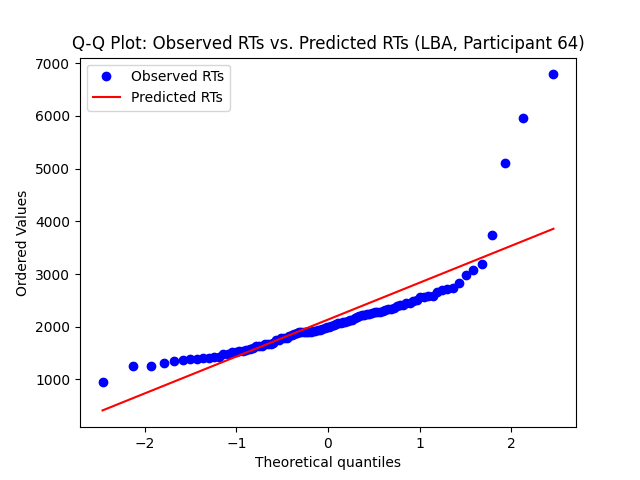 Q-Q Plot: Observed RTs vs. Predicted RTs (LBA, Participant 64)
Observed RTs
Predicted RTs
7000
6000
5000
4000
3000
2000
1000
Ordered Values
−2
−1
0
1
2
Theoretical quantiles